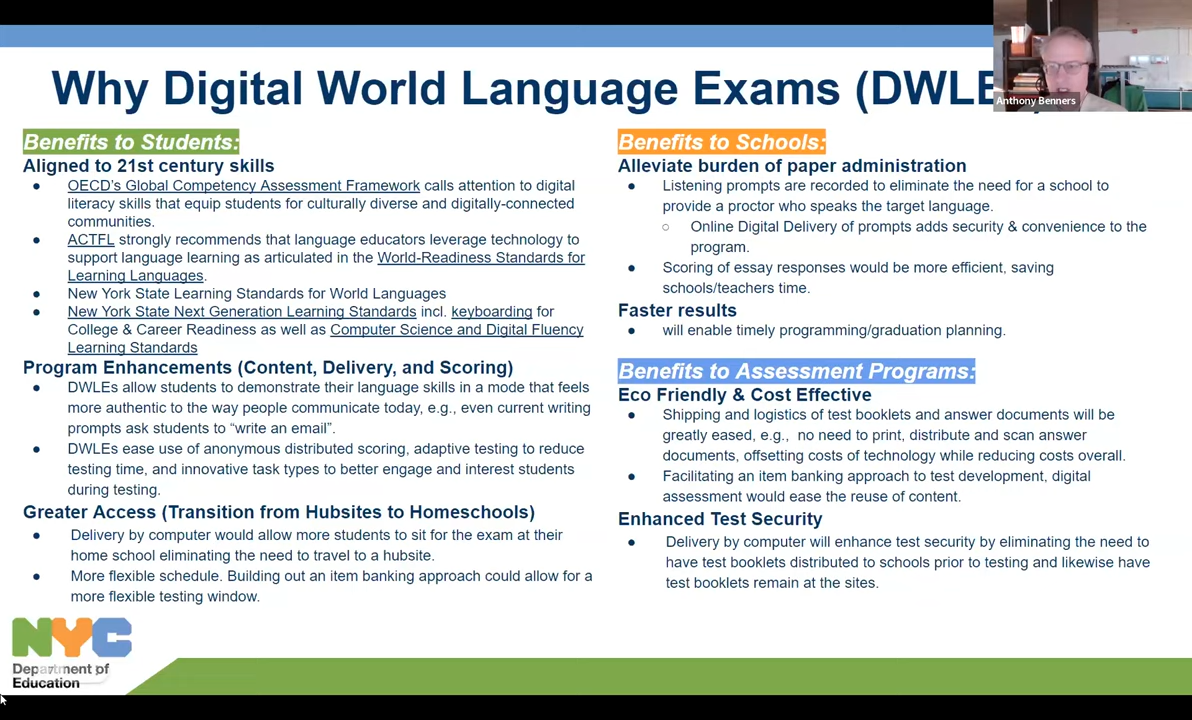 Why Digital World Language Exams (DWLE
Anthony Benners
Benefits to Students:
Aligned to 21st century skills
● OECD's Global Competency Assessment Framework calls attention to digital
literacy skills that equip students for culturally diverse and digitally-connected
communities.
● ACTFL strongly recommends that language educators leverage technology to
support language learning as articulated in the World-Readiness Standards for
Learning Languages.
● New York State Learning Standards for World Languages
● New York State Next Generation Learning Standards incl. keyboarding for
College & Career Readiness as well as Computer Science and Digital Fluency
Learning Standards
Program Enhancements (Content, Delivery, and Scoring)
● DWLEs allow students to demonstrate their language skills in a mode that feels
more authentic to the way people communicate today, e.g., even current writing
prompts ask students to “write an email”.
● DWLEs ease use of anonymous distributed scoring, adaptive testing to reduce
testing time, and innovative task types to better engage and interest students
during testing.
Greater Access (Transition from Hubsites to Homeschools)
● Delivery by computer would allow more students to sit for the exam at their
home school eliminating the need to travel to a hubsite.
● More flexible schedule. Building out an item banking approach could allow for a
more flexible testing window.
Benefits to Schools:
Alleviate burden of paper administration
● Listening prompts are recorded to eliminate the need for a school to
provide a proctor who speaks the target language.
○ Online Digital Delivery of prompts adds security & convenience to the
program.
● Scoring of essay responses would be more efficient, saving
schools/teachers time.
Faster results
● will enable timely programming/graduation planning.
Benefits to Assessment Programs:
Eco Friendly & Cost Effective
● Shipping and logistics of test booklets and answer documents will be
greatly eased, e.g., no need to print, distribute and scan answer
documents, offsetting costs of technology while reducing costs overall.
● Facilitating an item banking approach to test development, digital
assessment would ease the reuse of content.
Enhanced Test Security
● Delivery by computer will enhance test security by eliminating the need to
have test booklets distributed to schools prior to testing and likewise have
test booklets remain at the sites.
NYC
Department of
Education